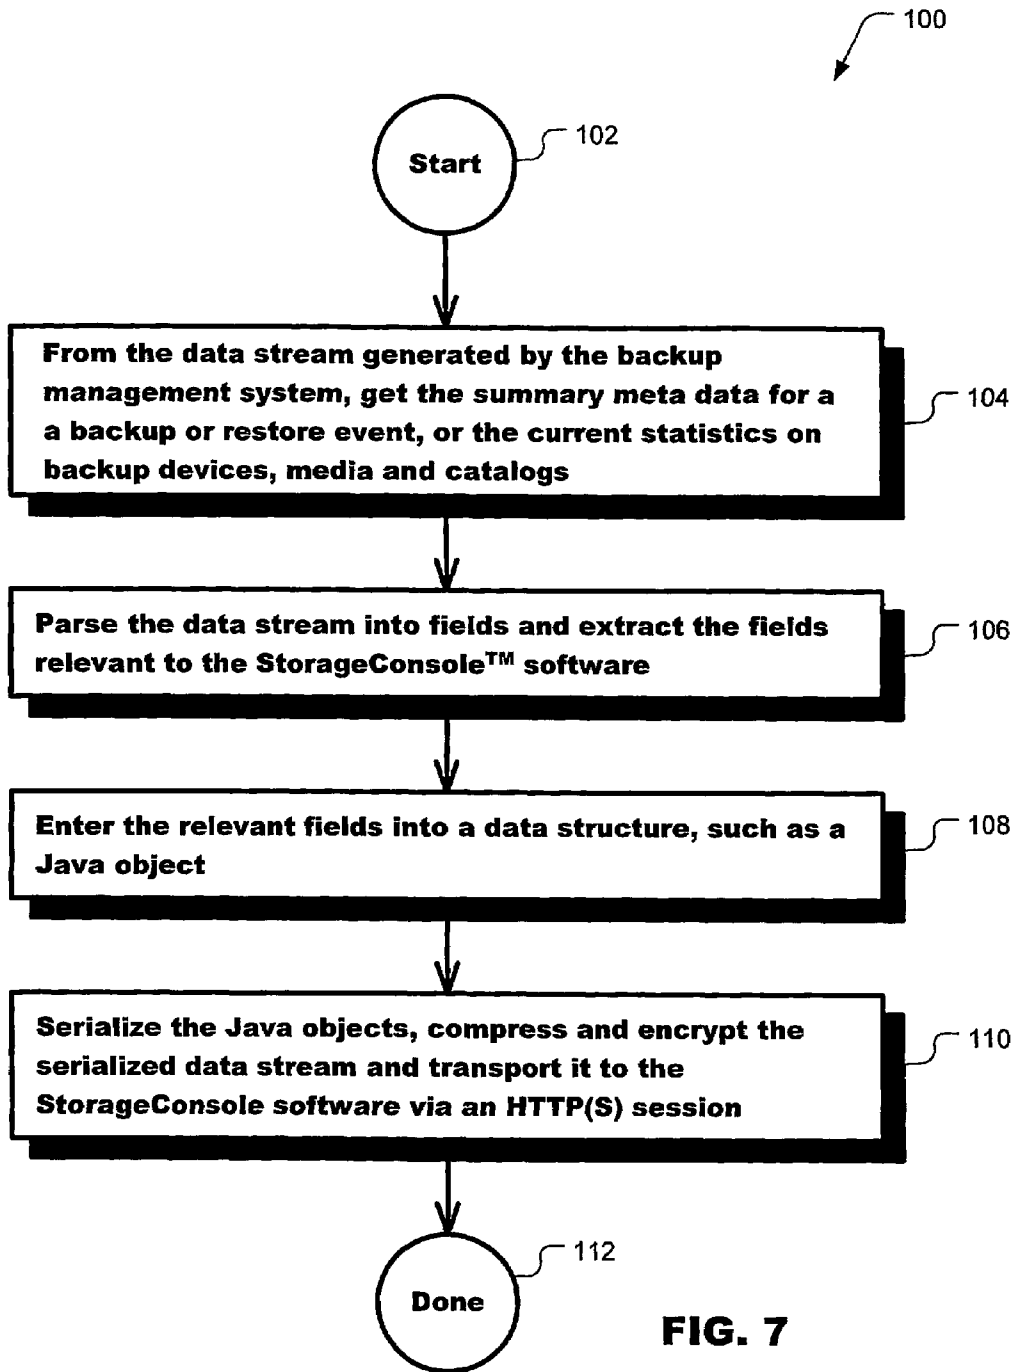 100
Start
102
From the data stream generated by the backup
management system, get the summary meta data for a
a backup or restore event, or the current statistics on
backup devices, media and catalogs
104
Parse the data stream into fields and extract the fields
relevant to the StorageConsole™ software
106
Enter the relevant fields into a data structure, such as a
Java object
108
Serialize the Java objects, compress and encrypt the
serialized data stream and transport it to the
StorageConsole software via an HTTP(S) session
110
Done
112
FIG. 7